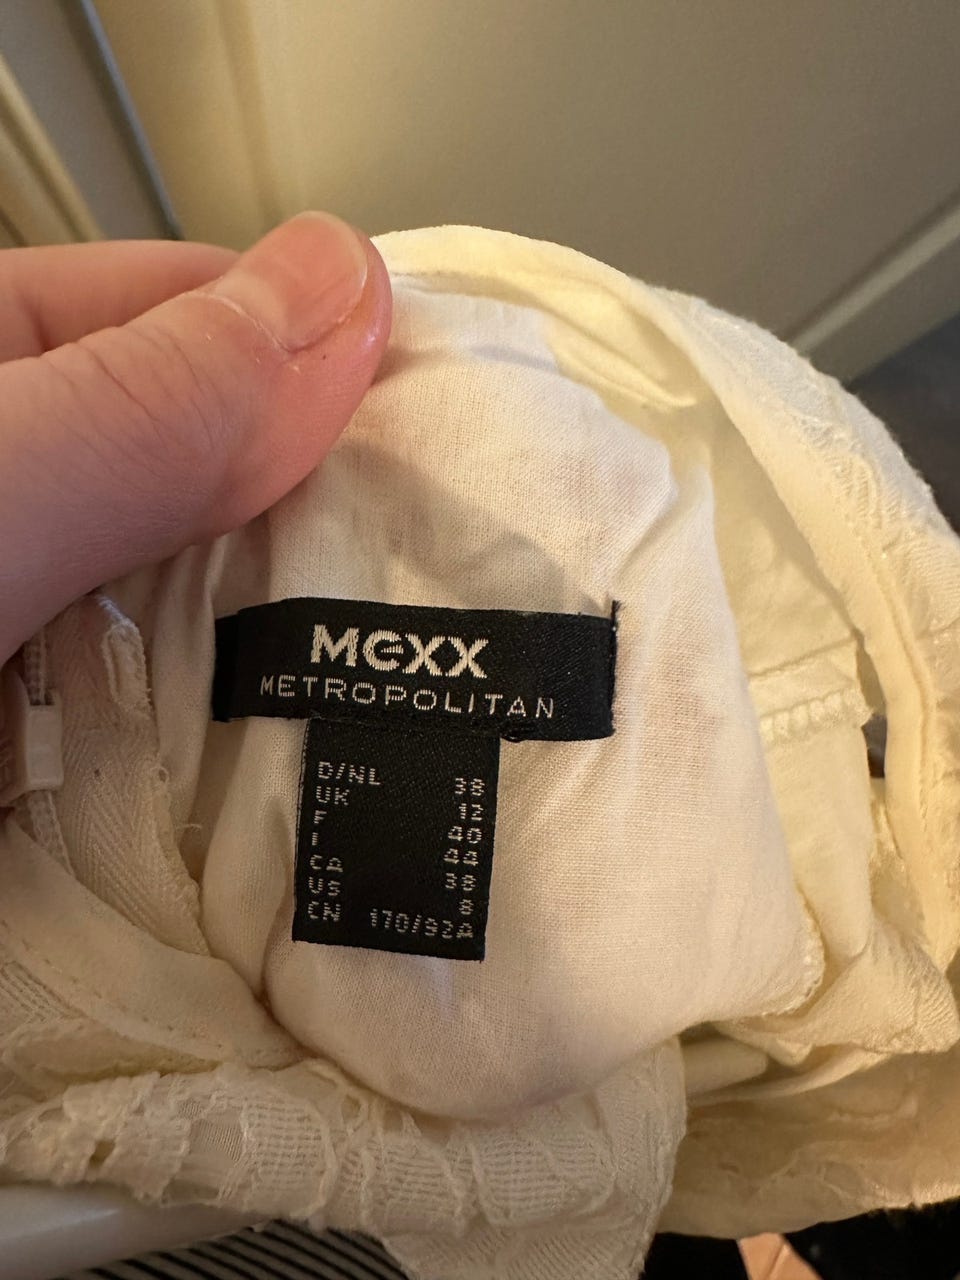 MEXX
METROPOLITAN
D/NL 38
UK 12
F 40
I 44
CA 38
US 8
CN 170/92A